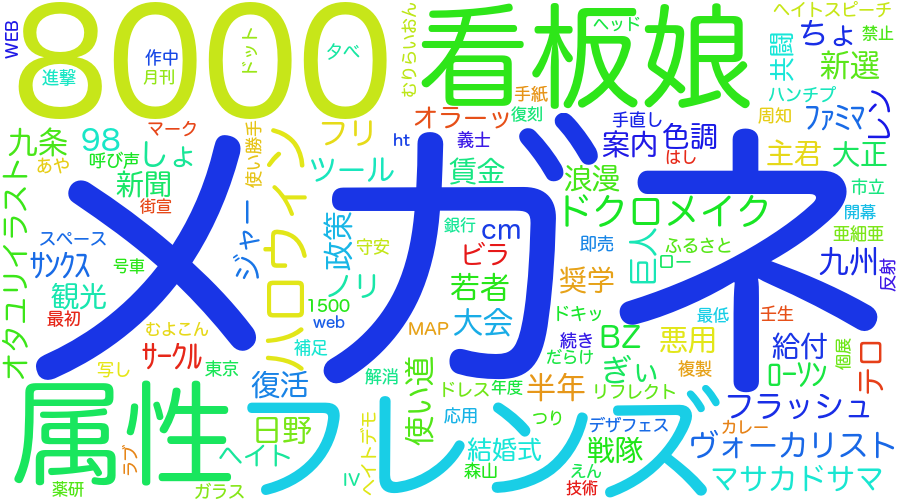 WEB
8000
看板娘
ヘイトスピーチ
ちょ
禁止
作中
月刊
進撃
ドット
夕べ
むりらいおん
ヘッド
共闘
新選
ハンチプ
手紙
復刻
オラーッ
周知
ファミマ
レン
九条
98
マーク
使い勝手
フリ
ht
義士
手直し
案内
色調
はし
主君
大正
あや
呼び声
しょ
新聞
街宣
オタユリイラスト
ハロウィン
ツール
賃金
浪漫
市立
メガネ
ドクロメイク
開幕
亜細亜
スペース
ジャー
政策
守安
銀行
cm
即売
巨人
ふるさと
ロー
九州
反射
サンクス
号車
ビラ
観光
最初
ノリ
1500
web
若者
奨学
ドキッ
最低
壬生
むよこん
MAP
大会
続き
BZ
悪用
給付
個展
サークル
補足
だらけ
写し
東京
復活
解消
使い道
ドレス
年度
半年
ぎぃ
リフレクト
複製
ローソン
テロ
属性
フレンズ
フラッシュ
日野
ヘイト
ヘイトデモ
応用
つり
デザフェス
カレー
ラブ
結婚式
戦隊
ヴォーカリスト
薬研
ガラス
IV
森山
えん
技術
マサカドサマ